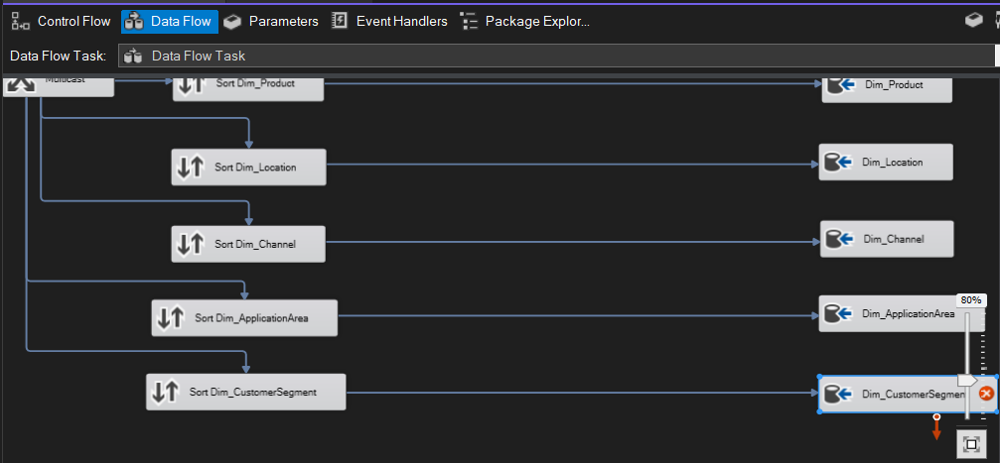 Control Flow Data Flow Parameters Event Handlers Package Explor...
Data Flow Task: Data Flow Task
Multicast Sort Dim_Product Dim_Product
Sort Dim_Location Dim_Location
Sort Dim_Channel Dim_Channel
80%
Sort Dim_ApplicationArea Dim_ApplicationArea
Sort Dim_CustomerSegment Dim_CustomerSegmen